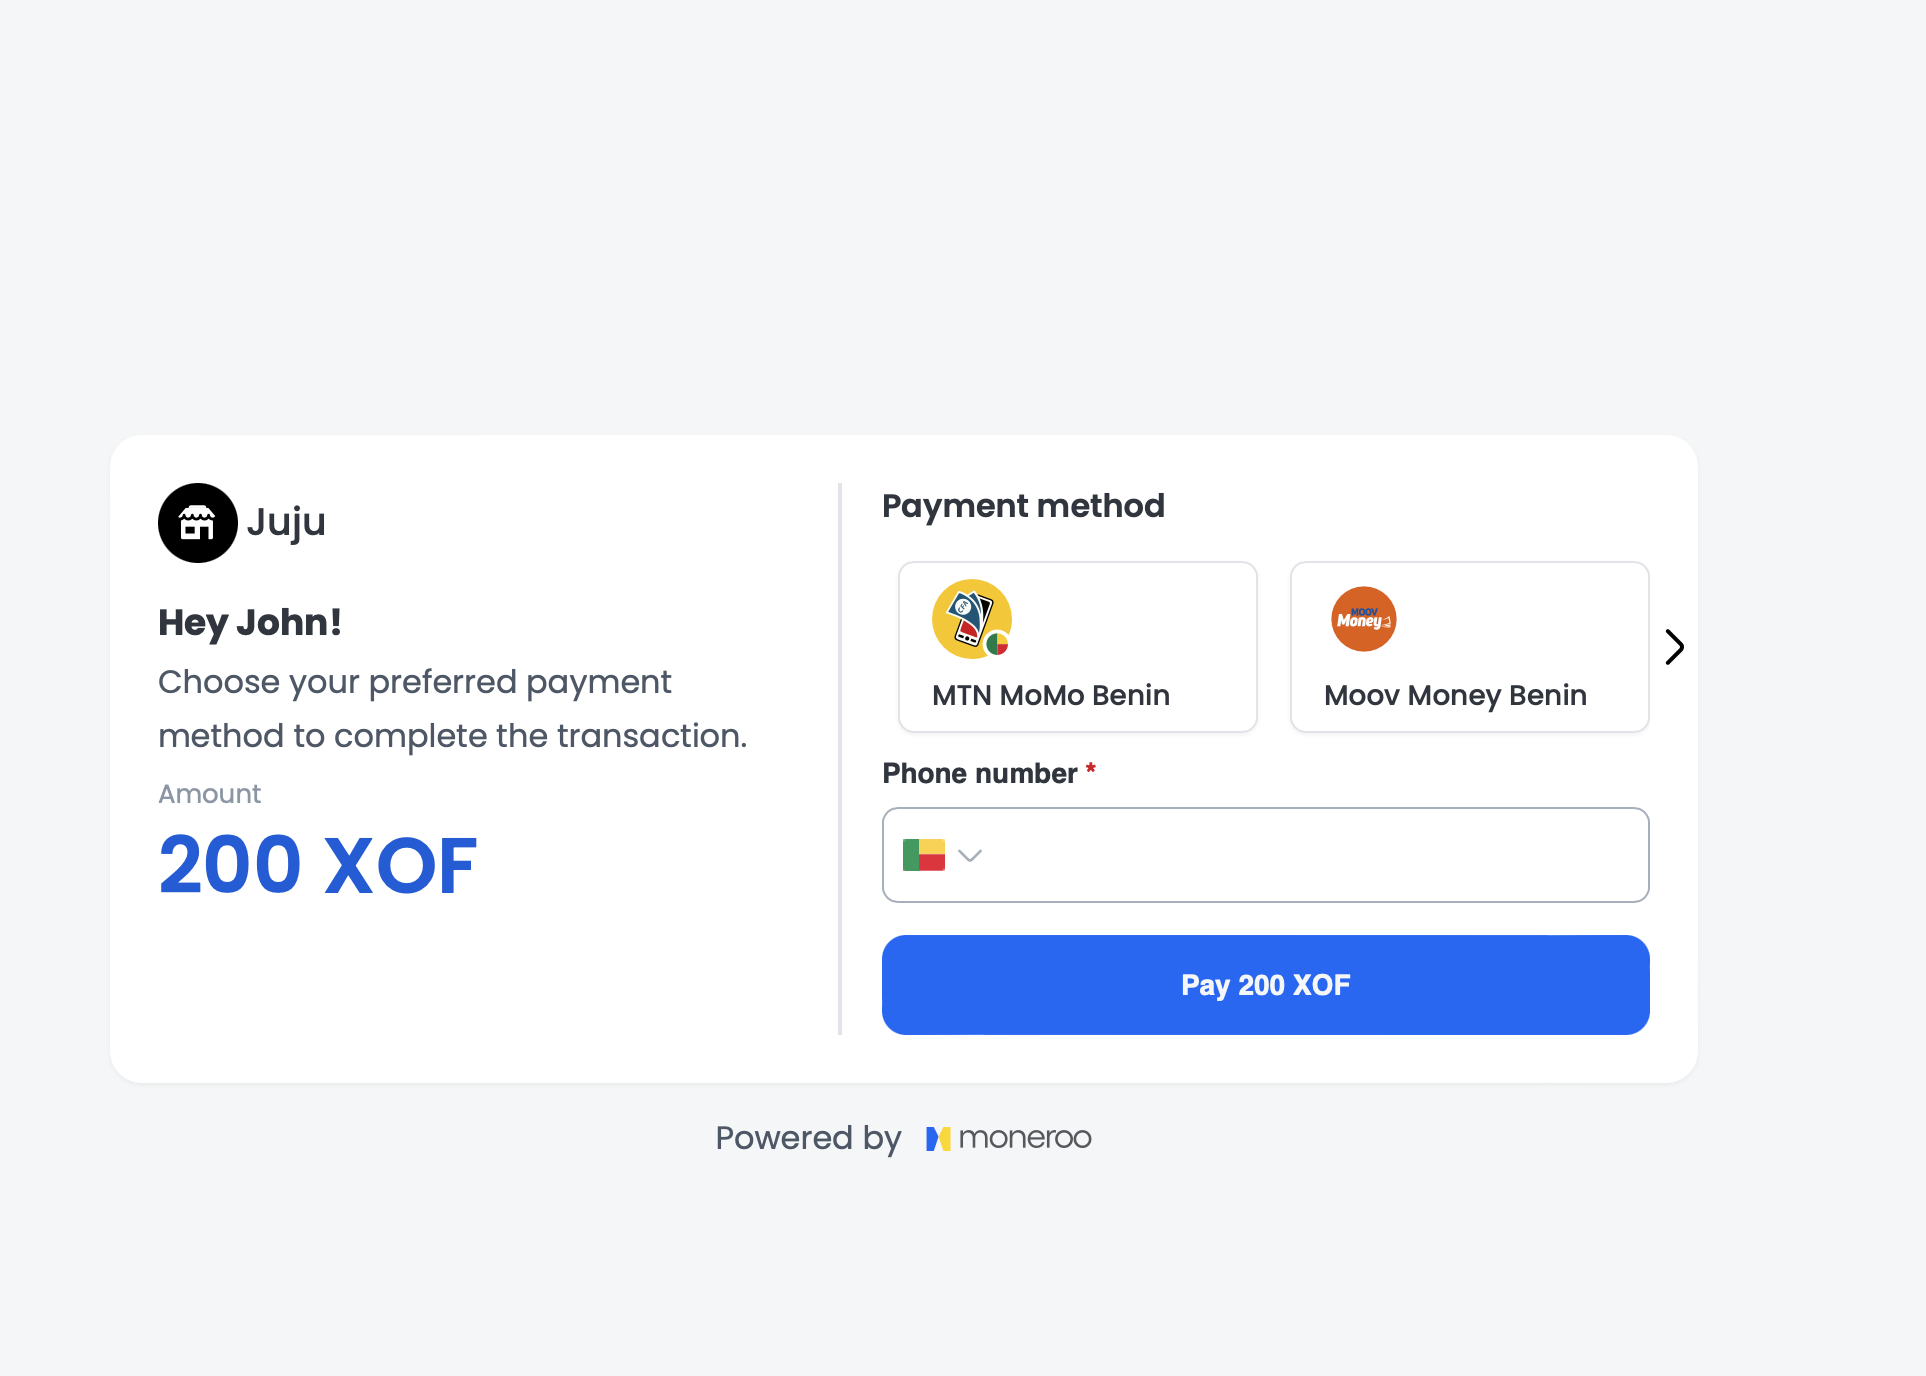 Juju
Hey John!
Choose your preferred payment
method to complete the transaction.
Amount
200 XOF
Payment method
CFA
MTN MoMo Benin
MOOV
Money
Moov Money Benin
Phone number *
Pay 200 XOF
Powered by moneroo